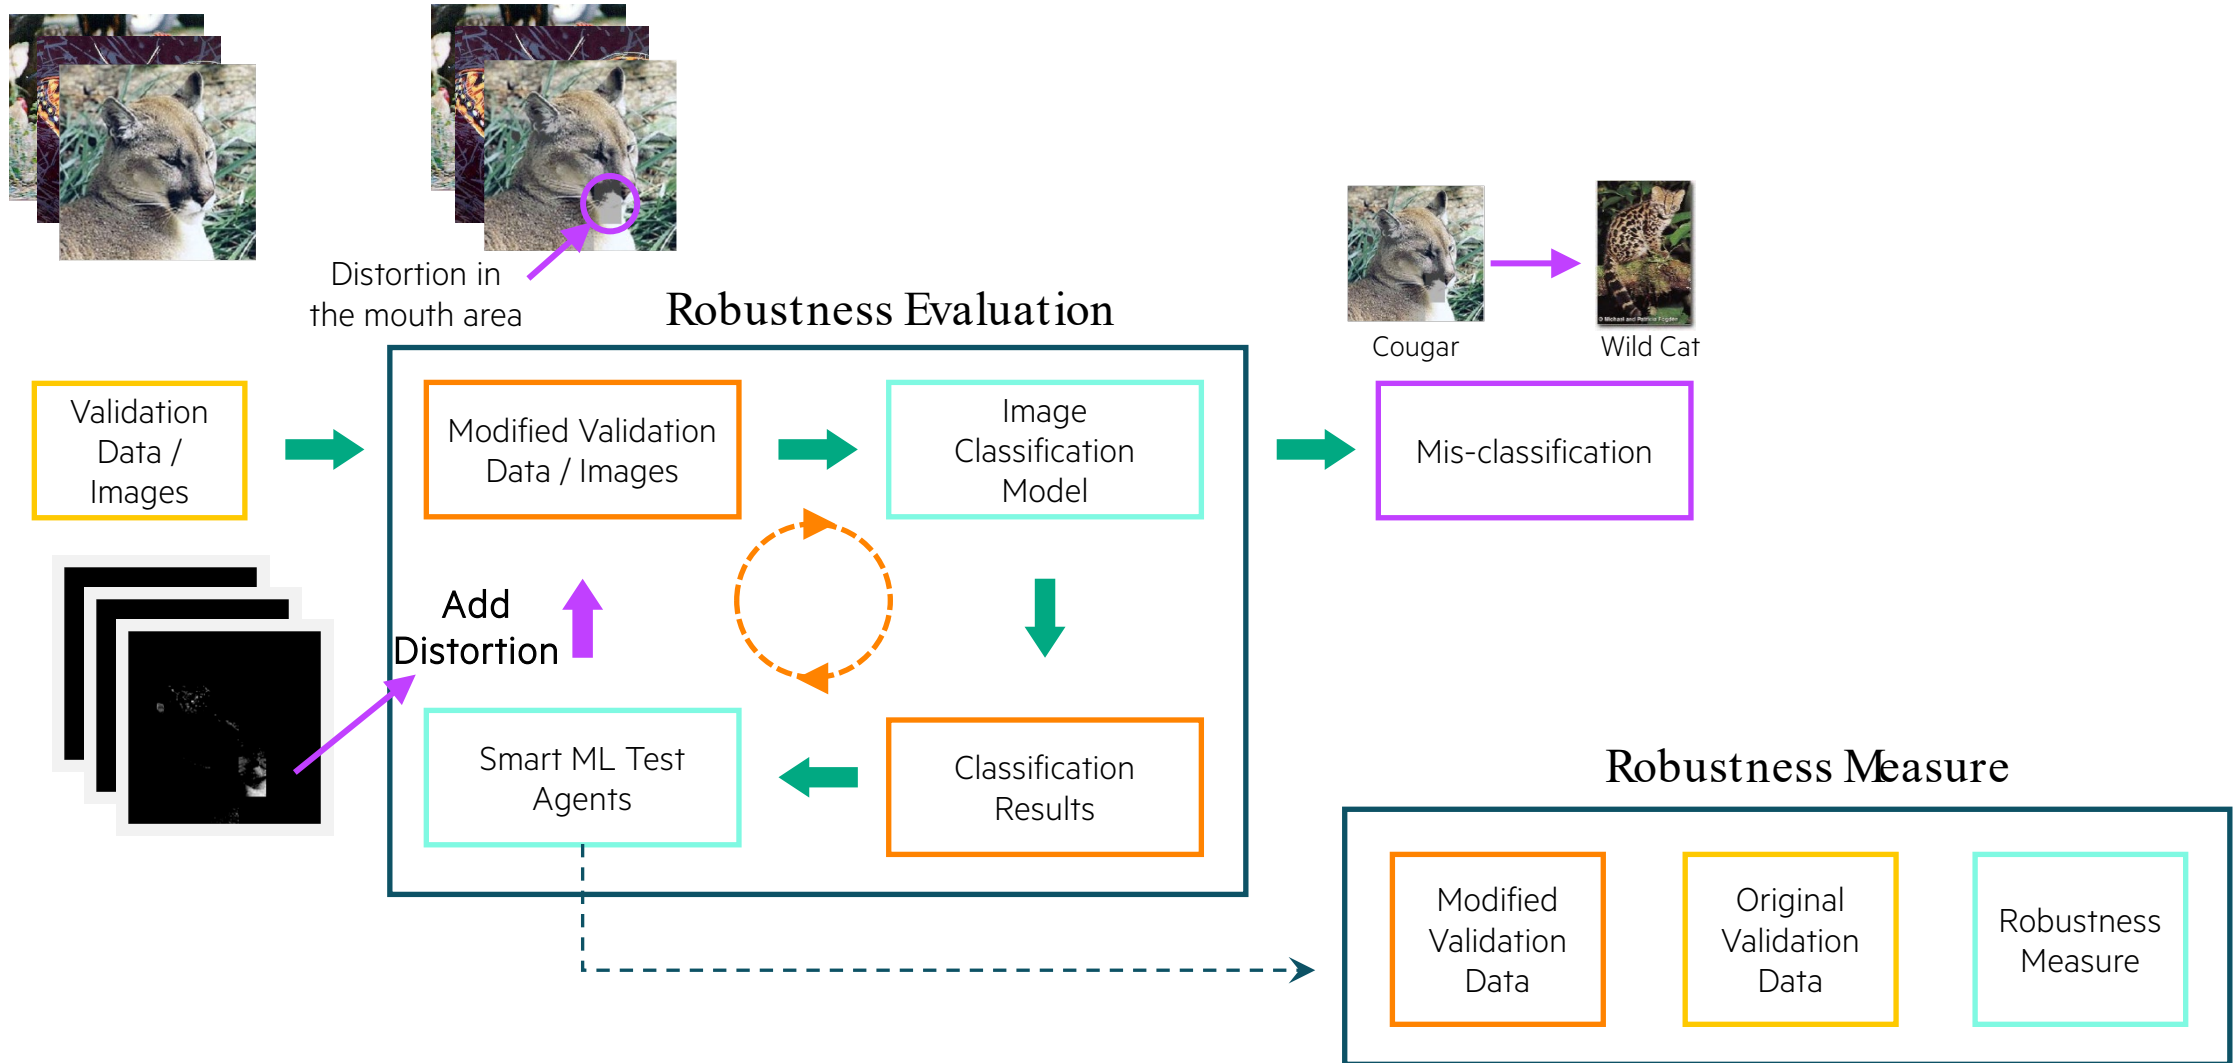 Distortion in
the mouth area
Robustness Evaluation
Cougar
Wild Cat
Validation
Data /
Images
Modified Validation
Data / Images
Image
Classification
Model
Mis-classification
Add
Distortion
Smart ML Test
Agents
Classification
Results
Robustness Measure
Modified
Validation
Data
Original
Validation
Data
Robustness
Measure